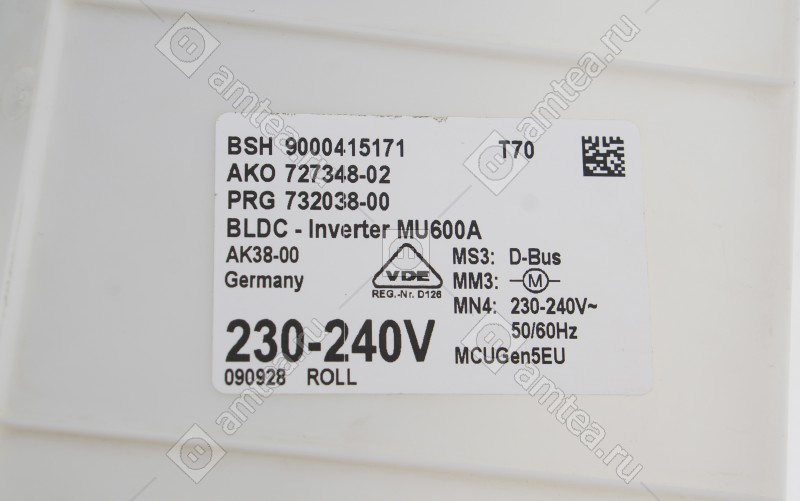 BSH 9000415171 T70
AKO 727348-02
PRG 732038-00
BLDC - Inverter MU600A
AK38-00
Germany
VDE
REG.-Nr. D126
MS3: D-Bus
MM3: M
MN4: 230-240V~
50/60Hz
MCUGen5EU
230-240V
090928 ROLL
amtea.ru
amtea.ru
amtea.ru
amtea.ru
amtea.ru